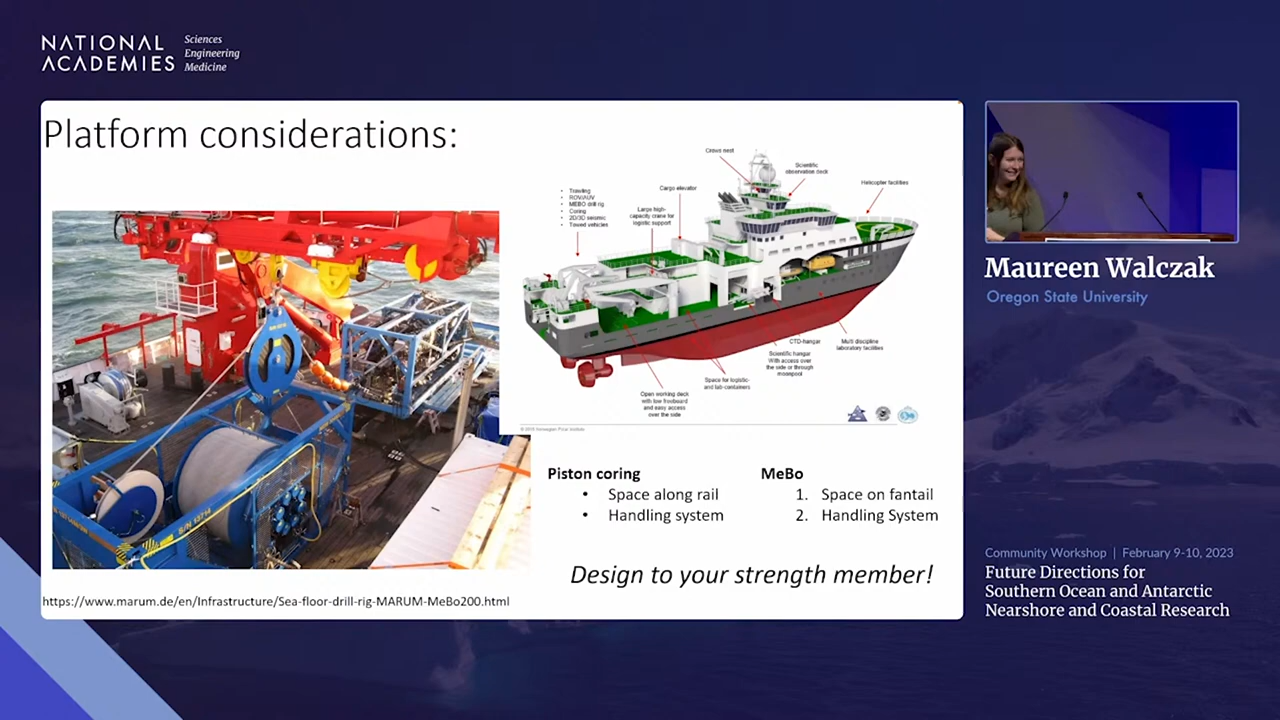 NATIONAL
ACADEMIES
Sciences
Engineering
Medicine
Platform considerations:
Crows nest
Scientific
observation deck
Helicopter facilities
Cargo elevator
• Trawling
• ROV/AUV
• MEBO drill rig
• Coring
• 2D/3D seismic
• Towed vehicles
Large high-
capacity crane for
logistic support
CTD-hangar
Multi discipline
laboratory facilities
Scientific hangar
With access over
the side or through
moonpool
Space for logistic-
and lab-containers
Open working deck
with low freeboard
and easy access
over the side
Piston coring
• Space along rail
• Handling system
MeBo
1. Space on fantail
2. Handling System
Design to your strength member!
https://www.marum.de/en/Infrastructure/Sea-floor-drill-rig-MARUM-MeBo200.html
Maureen Walczak
Oregon State University
Community Workshop | February 9-10, 2023
Future Directions for
Southern Ocean and Antarctic
Nearshore and Coastal Research